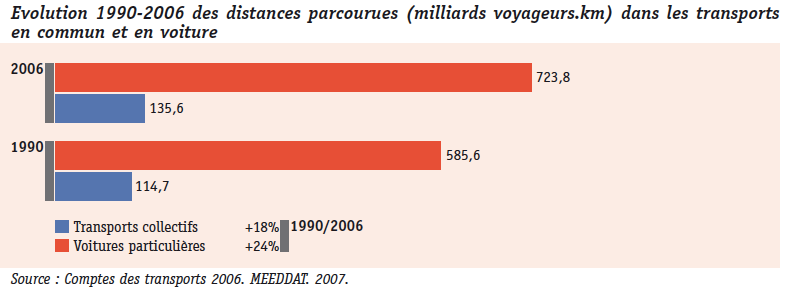 Evolution 1990-2006 des distances parcourues (milliards voyageurs.km) dans les transports
en commun et en voiture
2006
723,8
135,6
1990
585,6
114,7
Transports collectifs +18% 1990/2006
Voitures particulières +24%
Source : Comptes des transports 2006. MEEDDAT. 2007.